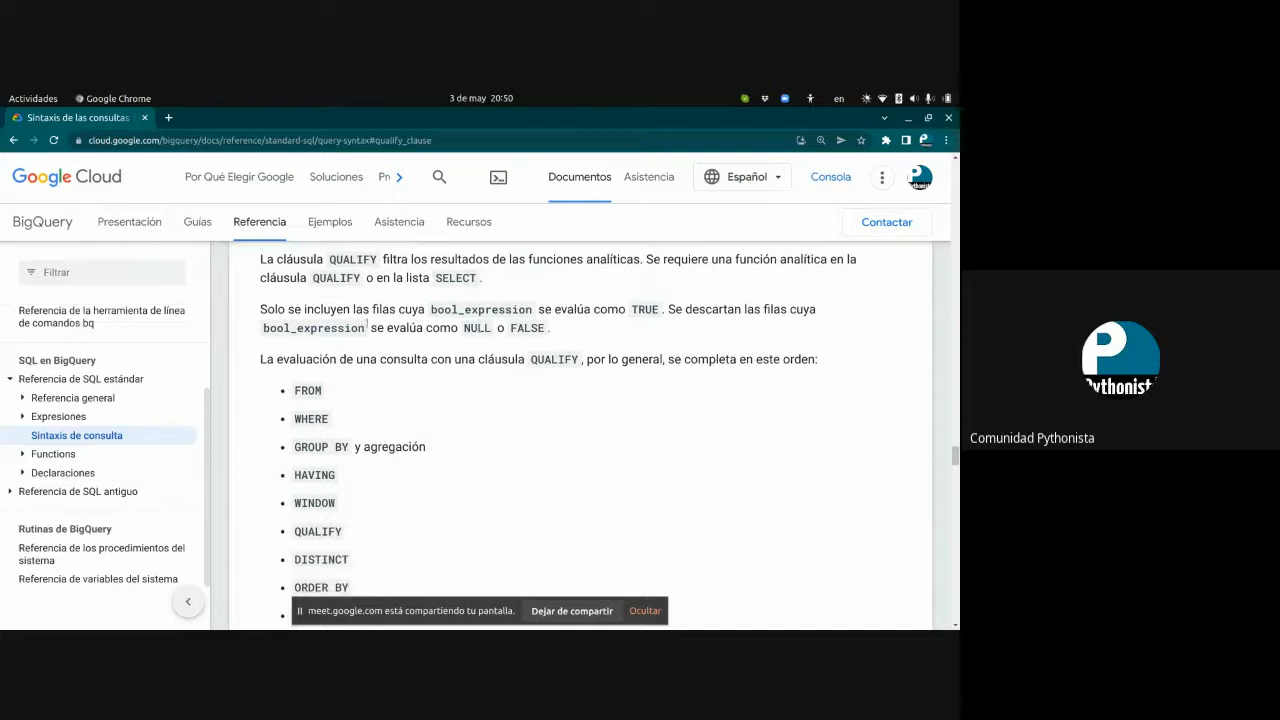 Actividades
Google Chrome
3 de may 20:50
en
Sintaxis de las consultas
cloud.google.com/bigquery/docs/reference/standard-sql/query-syntax#qualify_clause
Google Cloud
Por Qué Elegir Google
Soluciones
Documentos
Asistencia
Español
Consola
BigQuery
Presentación
Guías
Referencia
Ejemplos
Asistencia
Recursos
Contactar
Filtrar
Referencia de la herramienta de línea
de comandos bq
SQL en BigQuery
Referencia de SQL estándar
Referencia general
Expresiones
Sintaxis de consulta
Functions
Declaraciones
Referencia de SQL antiguo
Rutinas de BigQuery
Referencia de los procedimientos del
sistema
Referencia de variables del sistema
La cláusula QUALIFY filtra los resultados de las funciones analíticas. Se requiere una función analítica en la
cláusula QUALIFY o en la lista SELECT.
Solo se incluyen las filas cuya bool_expression se evalúa como TRUE. Se descartan las filas cuya
bool_expression se evalúa como NULL o FALSE.
La evaluación de una consulta con una cláusula QUALIFY, por lo general, se completa en este orden:
• FROM
• WHERE
• GROUP BY y agregación
• HAVING
• WINDOW
• QUALIFY
• DISTINCT
• ORDER BY
meet.google.com está compartiendo tu pantalla.
Dejar de compartir
Ocultar
Comunidad Pythonista